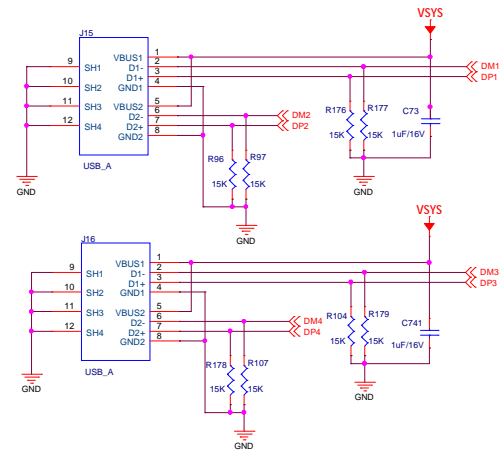 VSYS
J15
9 SH1 VBUS1 1
D1- 2 DM1
10 SH2 D1+ 3 DP1
GND1 4
11 SH3 VBUS2 5
D2- 6 DM2
12 SH4 D2+ 7 DP2
GND2 8
R176 R177 C73
15K 15K 1uF/16V
USB_A
R96 R97
15K 15K
GND
GND
GND
VSYS
J16
9 SH1 VBUS1 1
D1- 2 DM3
10 SH2 D1+ 3 DP3
GND1 4
11 SH3 VBUS2 5
D2- 6 DM4
12 SH4 D2+ 7 DP4
GND2 8
R104 R179 C741
15K 15K 1uF/16V
USB_A
R178 R107
15K 15K
GND
GND
GND